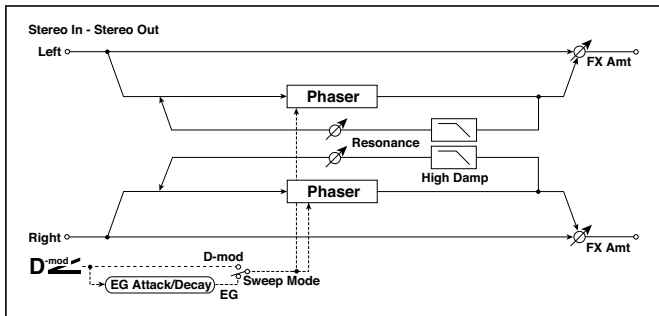 Stereo In - Stereo Out
Left
FX Amt
Phaser
Resonance
High Damp
Phaser
Right
FX Amt
D-mod
D-mod
EG Attack/Decay
EG
Sweep Mode